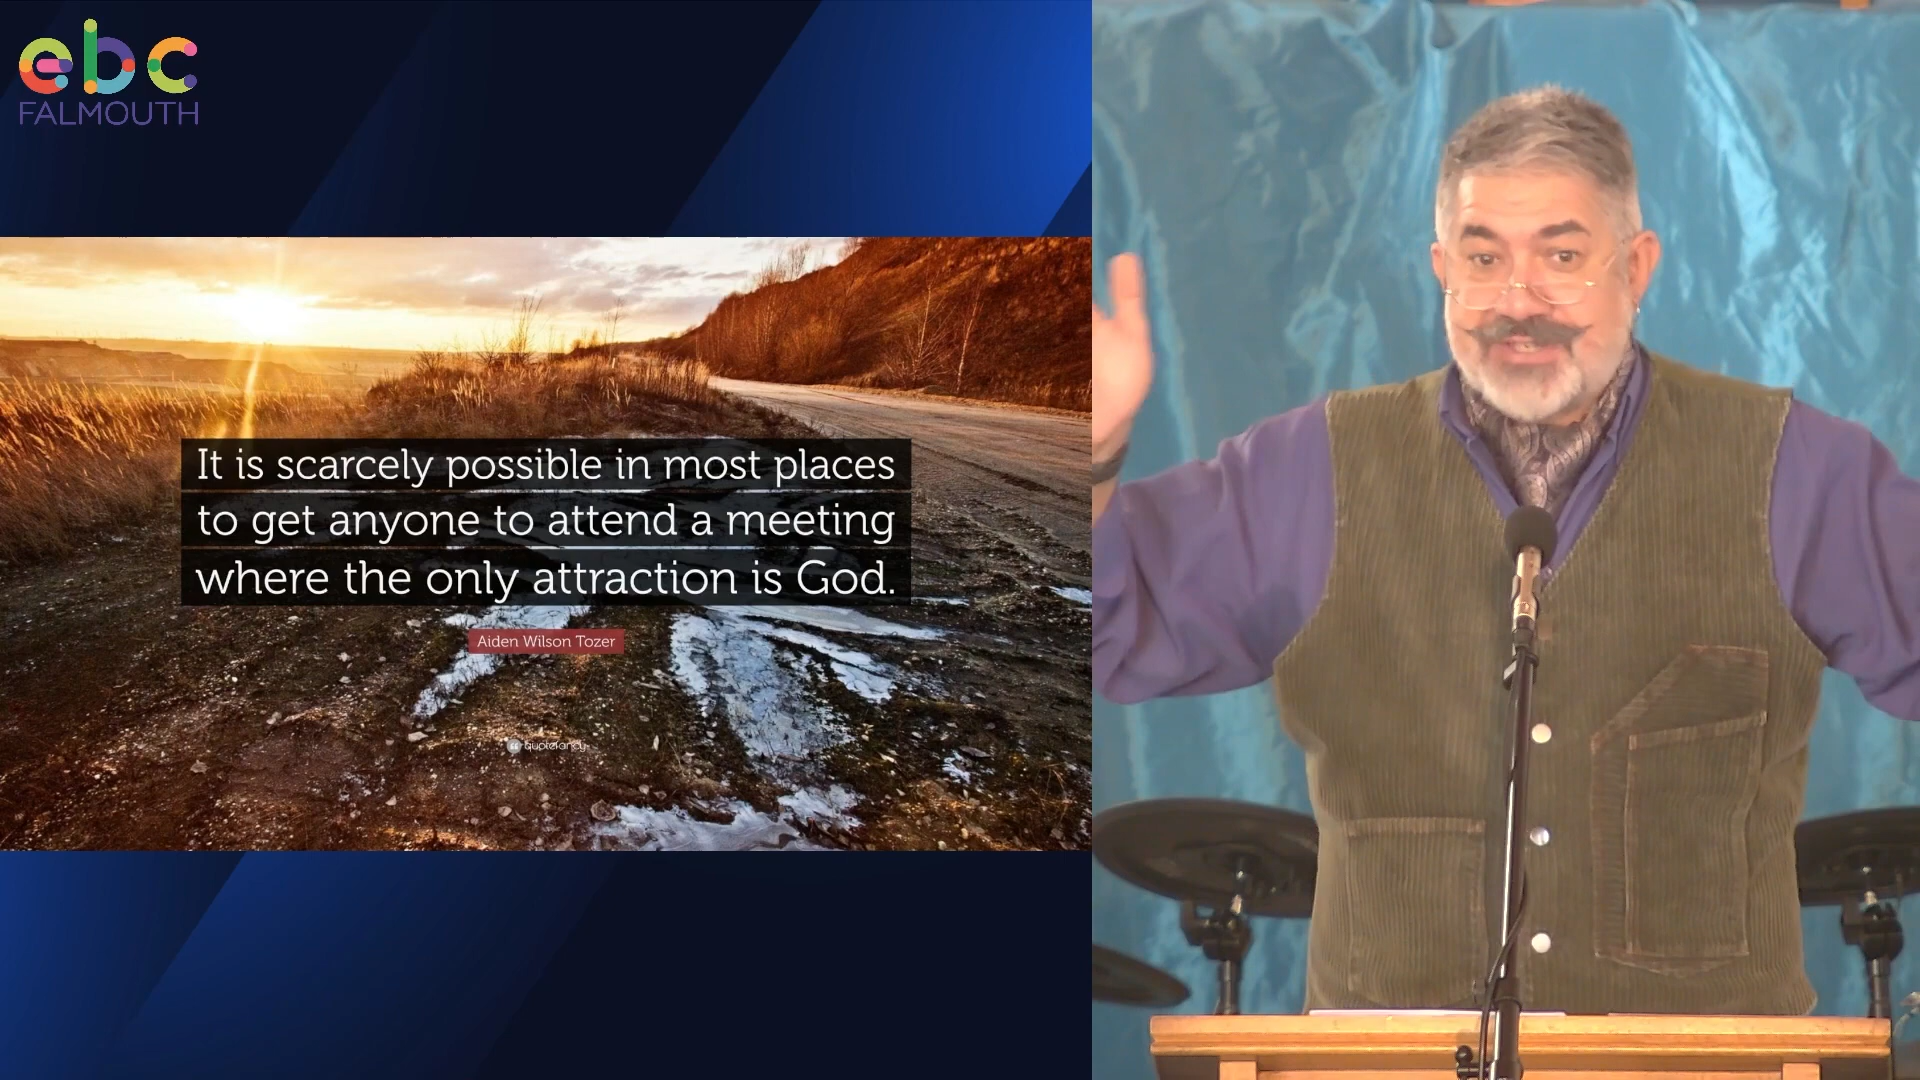 ebc
FALMOUTH
It is scarcely possible in most places
to get anyone to attend a meeting
where the only attraction is God.
Aiden Wilson Tozer
quotefancy